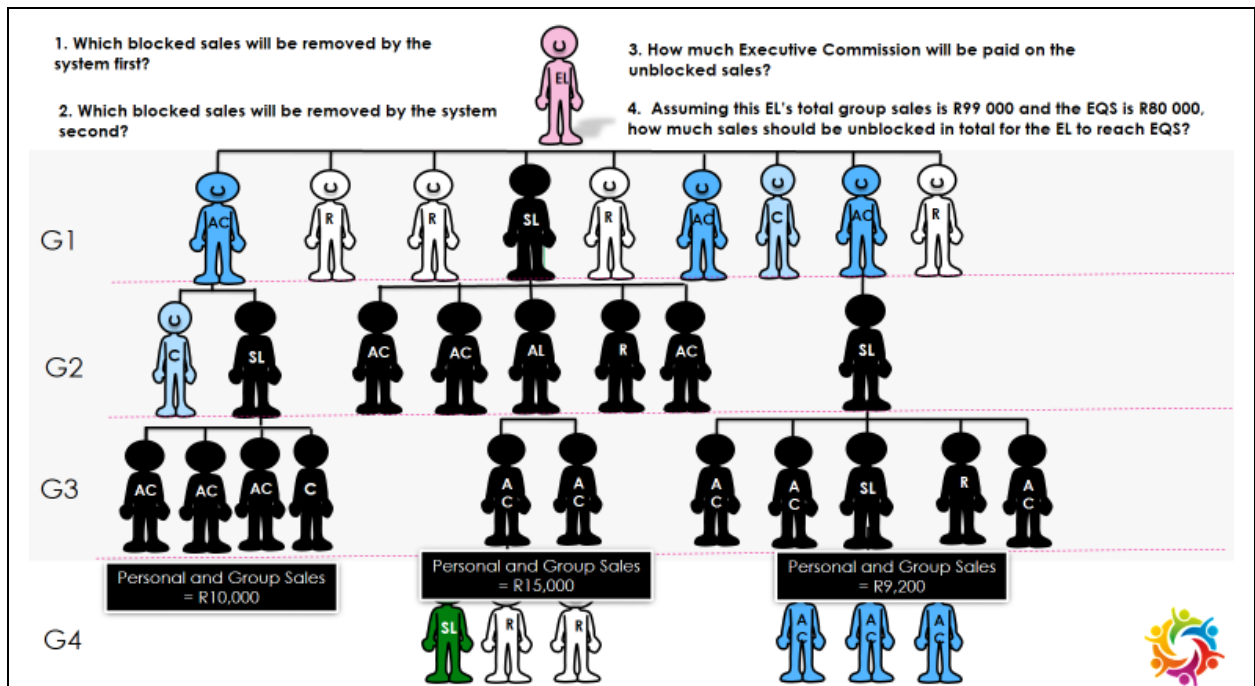 1. Which blocked sales will be removed by the
system first?
2. Which blocked sales will be removed by the system
second?
3. How much Executive Commission will be paid on the
unblocked sales?
4. Assuming this EL's total group sales is R99 000 and the EQS is R80 000,
how much sales should be unblocked in total for the EL to reach EQS?
EL
G1
AC
R
R
SL
R
AC
C
AC
R
G2
C
SL
AC
AC
AL
R
AC
SL
G3
AC
AC
AC
C
A
C
A
C
A
C
A
C
SL
R
A
C
Personal and Group Sales
= R10,000
Personal and Group Sales
= R15,000
Personal and Group Sales
= R9,200
G4
SL
R
R
A
C
A
C
A
C